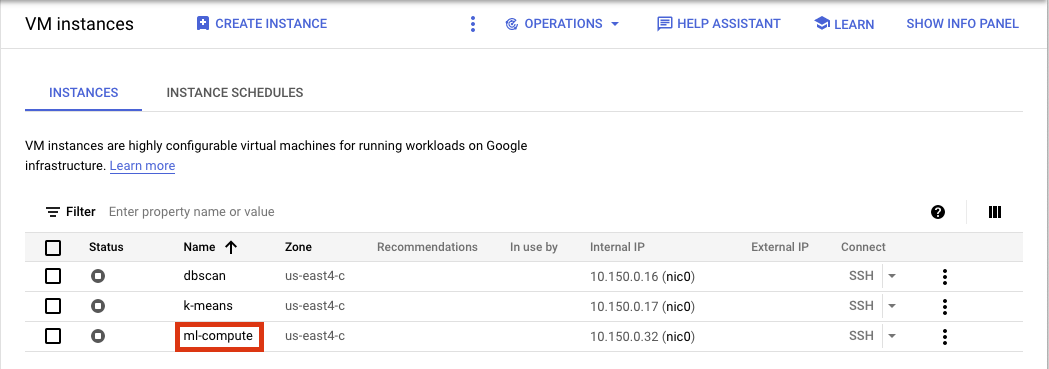 VM instances CREATE INSTANCE OPERATIONS HELP ASSISTANT LEARN SHOW INFO PANEL
INSTANCES INSTANCE SCHEDULES
VM instances are highly configurable virtual machines for running workloads on Google
infrastructure. Learn more
Filter Enter property name or value
Status Name Zone Recommendations In use by Internal IP External IP Connect
dbscan us-east4-c 10.150.0.16 (nic0) SSH
k-means us-east4-c 10.150.0.17 (nic0) SSH
ml-compute us-east4-c 10.150.0.32 (nic0) SSH